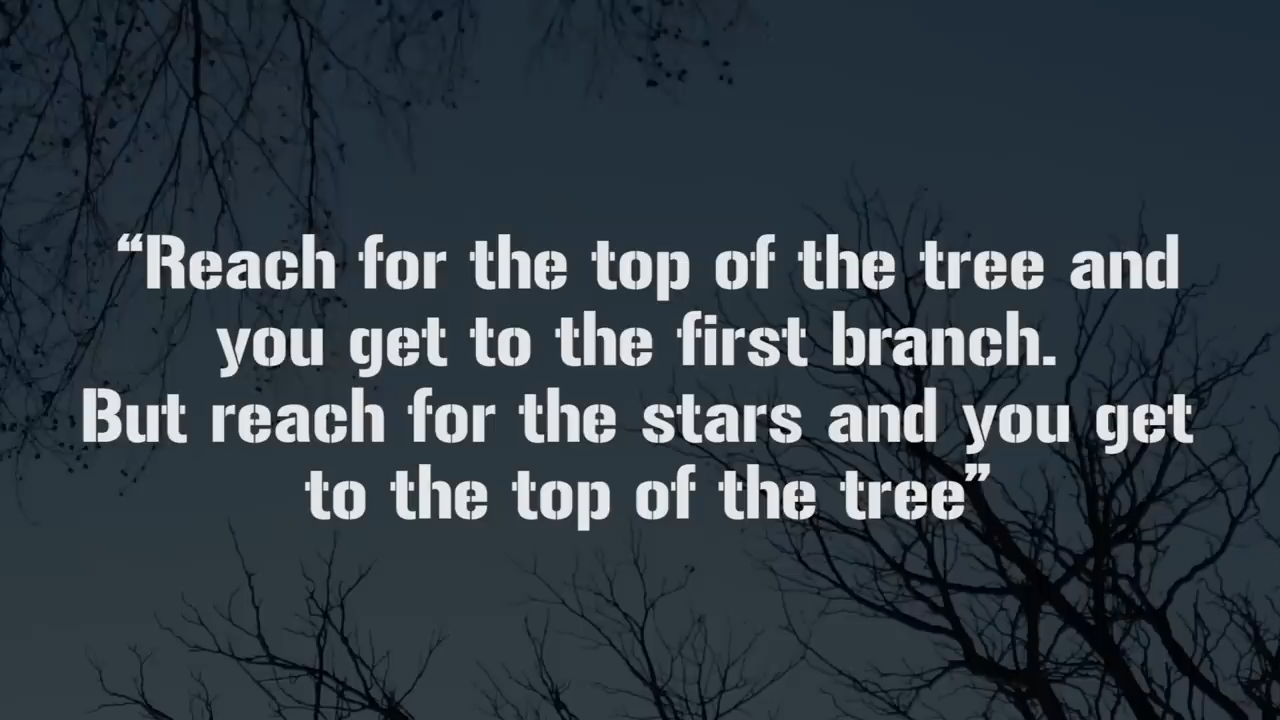 “Reach for the top of the tree and
you get to the first branch.
But reach for the stars and you get
to the top of the tree”